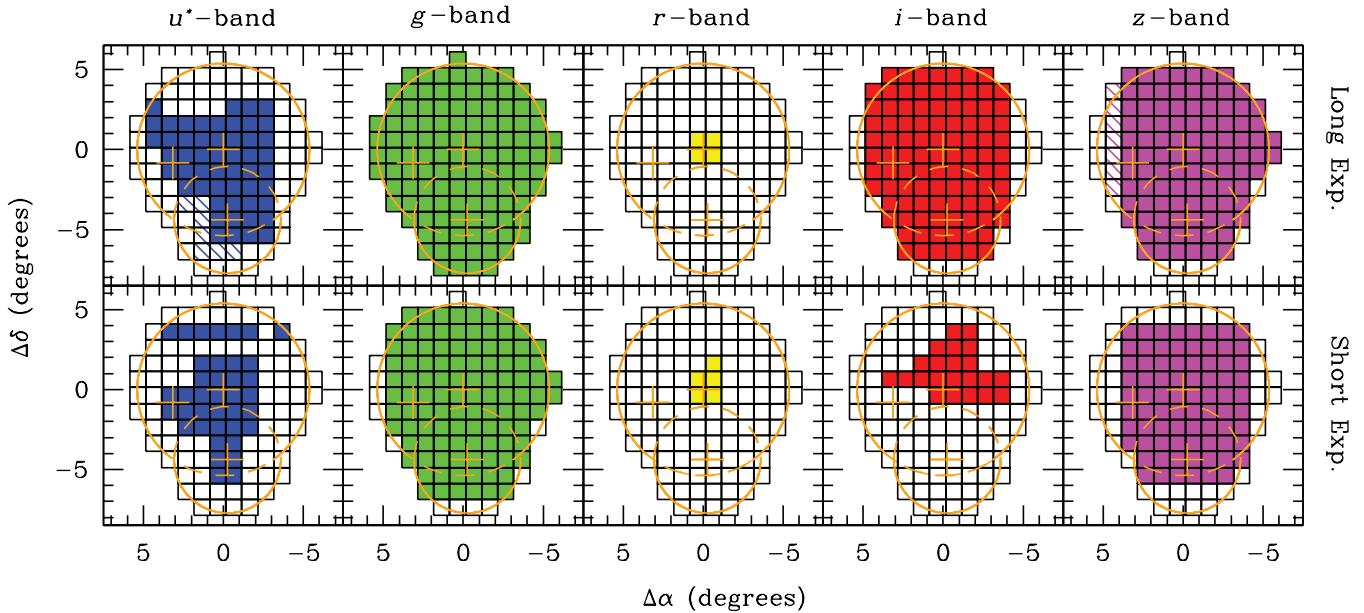 u*-band g-band r-band i-band z-band
5
0
-5
Long Exp.
5
0
-5
Short Exp.
Δδ (degrees)
5 0 -5 5 0 -5 5 0 -5 5 0 -5 5 0 -5
Δα (degrees)